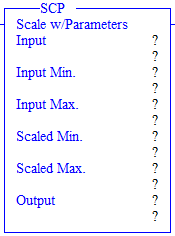 SCP
Scale w/Parameters
Input ?
?
Input Min. ?
?
Input Max. ?
?
Scaled Min. ?
?
Scaled Max. ?
?
Output ?
?